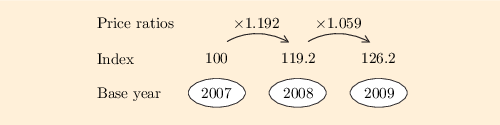 Price ratios ×1.192 ×1.059
Index 100 119.2 126.2
Base year 2007 2008 2009